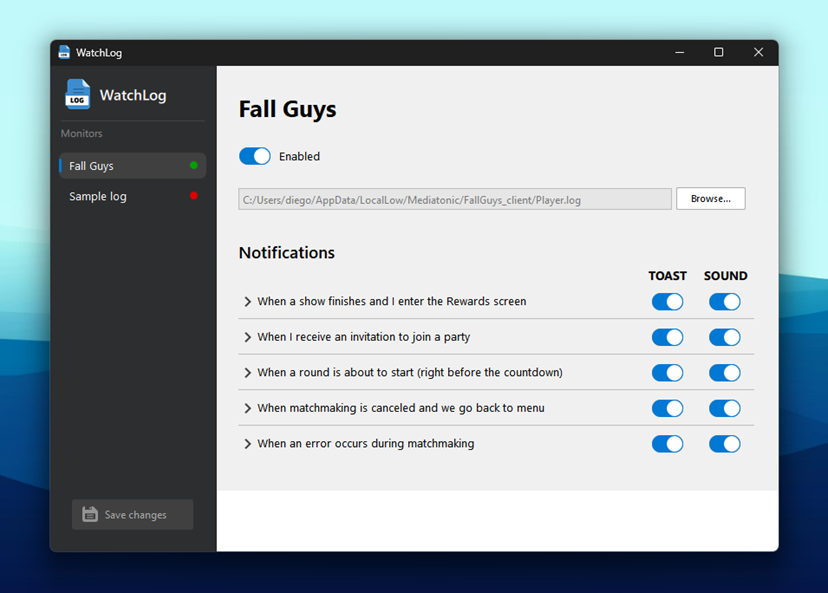 WatchLog
LOG
WatchLog
Monitors
Fall Guys
Sample log
Save changes
Fall Guys
Enabled
C:/Users/diego/AppData/LocalLow/Mediatonic/FallGuys_client/Player.log
Browse...
Notifications
TOAST SOUND
When a show finishes and I enter the Rewards screen
When I receive an invitation to join a party
When a round is about to start (right before the countdown)
When matchmaking is canceled and we go back to menu
When an error occurs during matchmaking